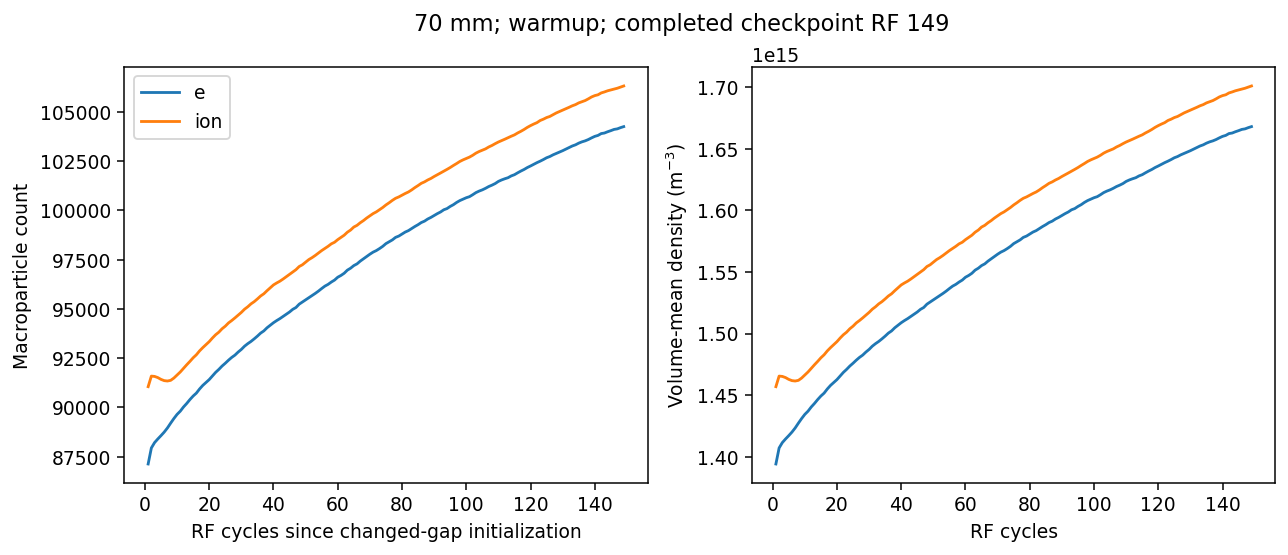 70 mm; warmup; completed checkpoint RF 149
e
ion
Macroparticle count
105000
102500
100000
97500
95000
92500
90000
87500
0 20 40 60 80 100 120 140
RF cycles since changed-gap initialization
1e15
Volume-mean density (m⁻³)
1.70
1.65
1.60
1.55
1.50
1.45
1.40
0 20 40 60 80 100 120 140
RF cycles